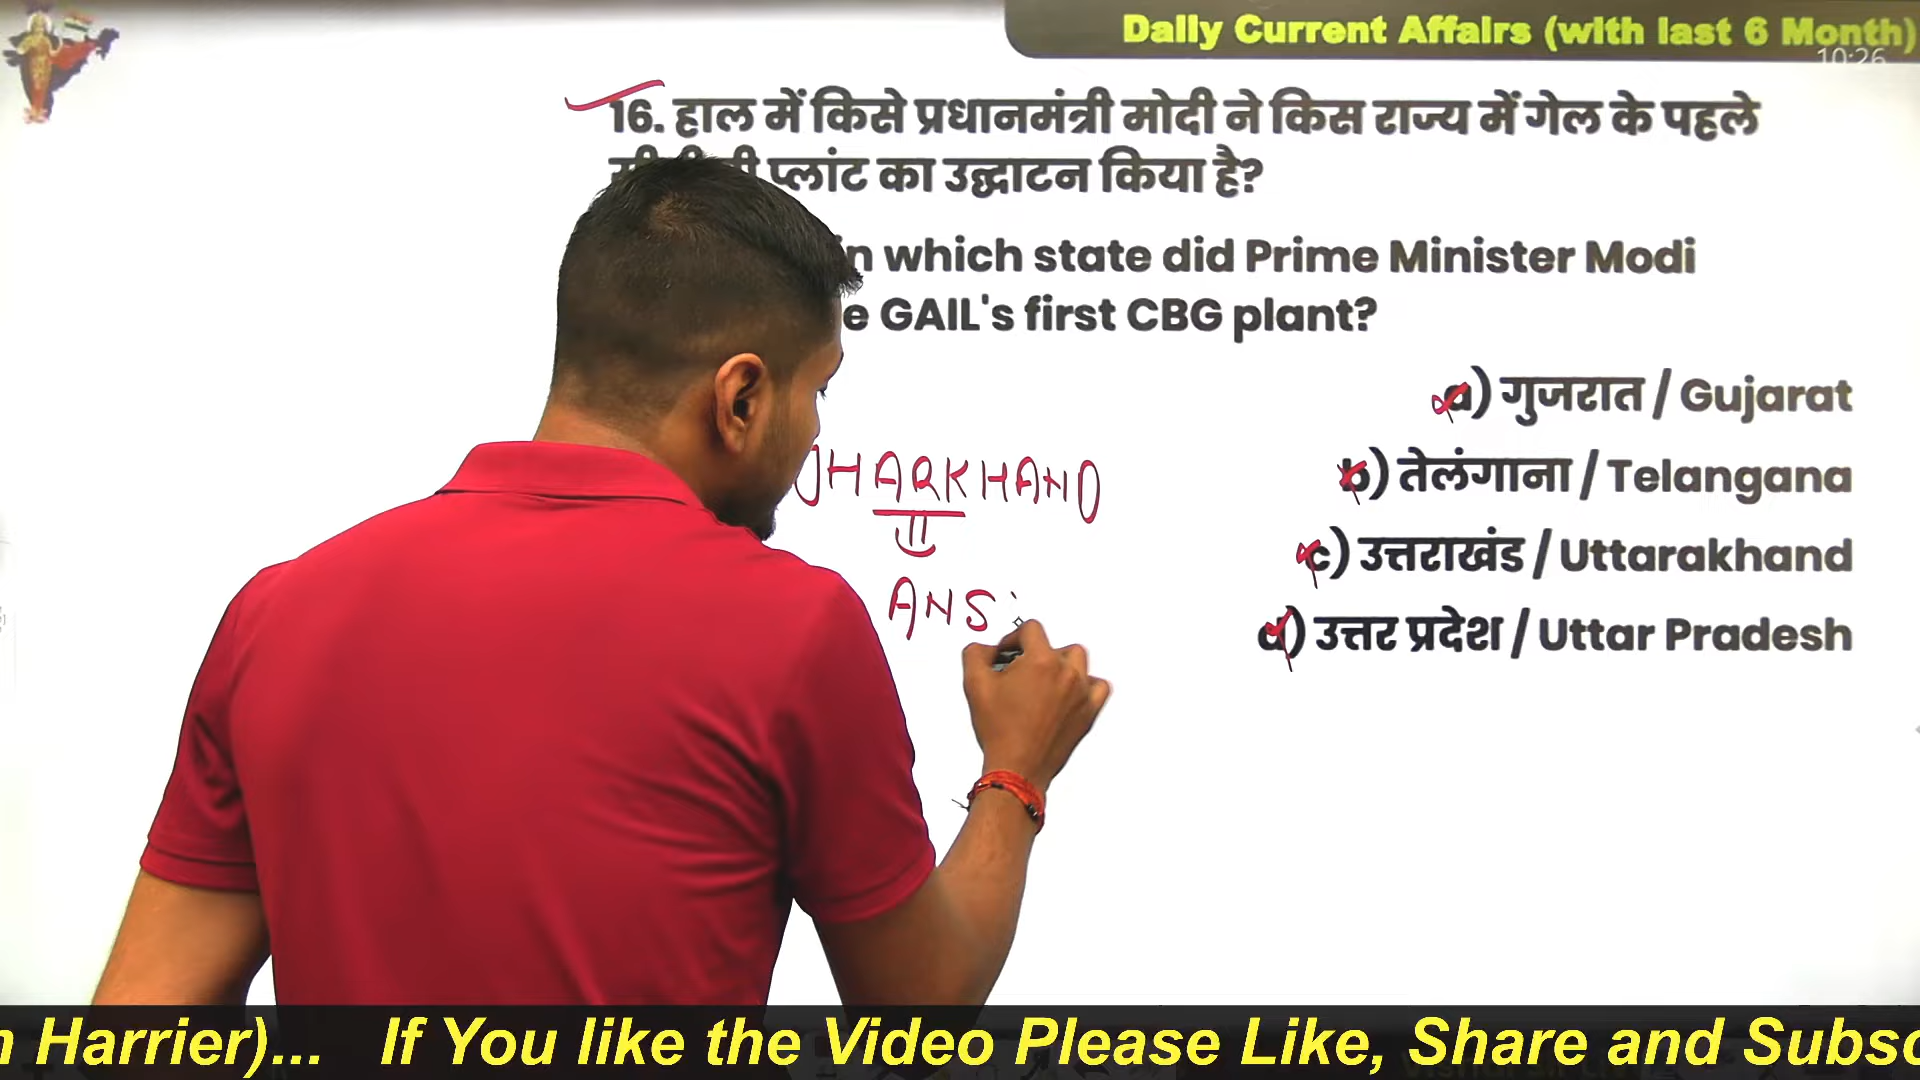 Daily Current Affairs (with last 6 Month)
10:26
16. हाल में किसे प्रधानमंत्री मोदी ने किस राज्य में गेल के पहले
प्लांट का उद्घाटन किया है?
in which state did Prime Minister Modi
GAIL's first CBG plant?
a) गुजरात / Gujarat
b) तेलंगाना / Telangana
c) उत्तराखंड / Uttarakhand
d) उत्तर प्रदेश / Uttar Pradesh
JHARKHAND
ANS
Harrier)... If You like the Video Please Like, Share and